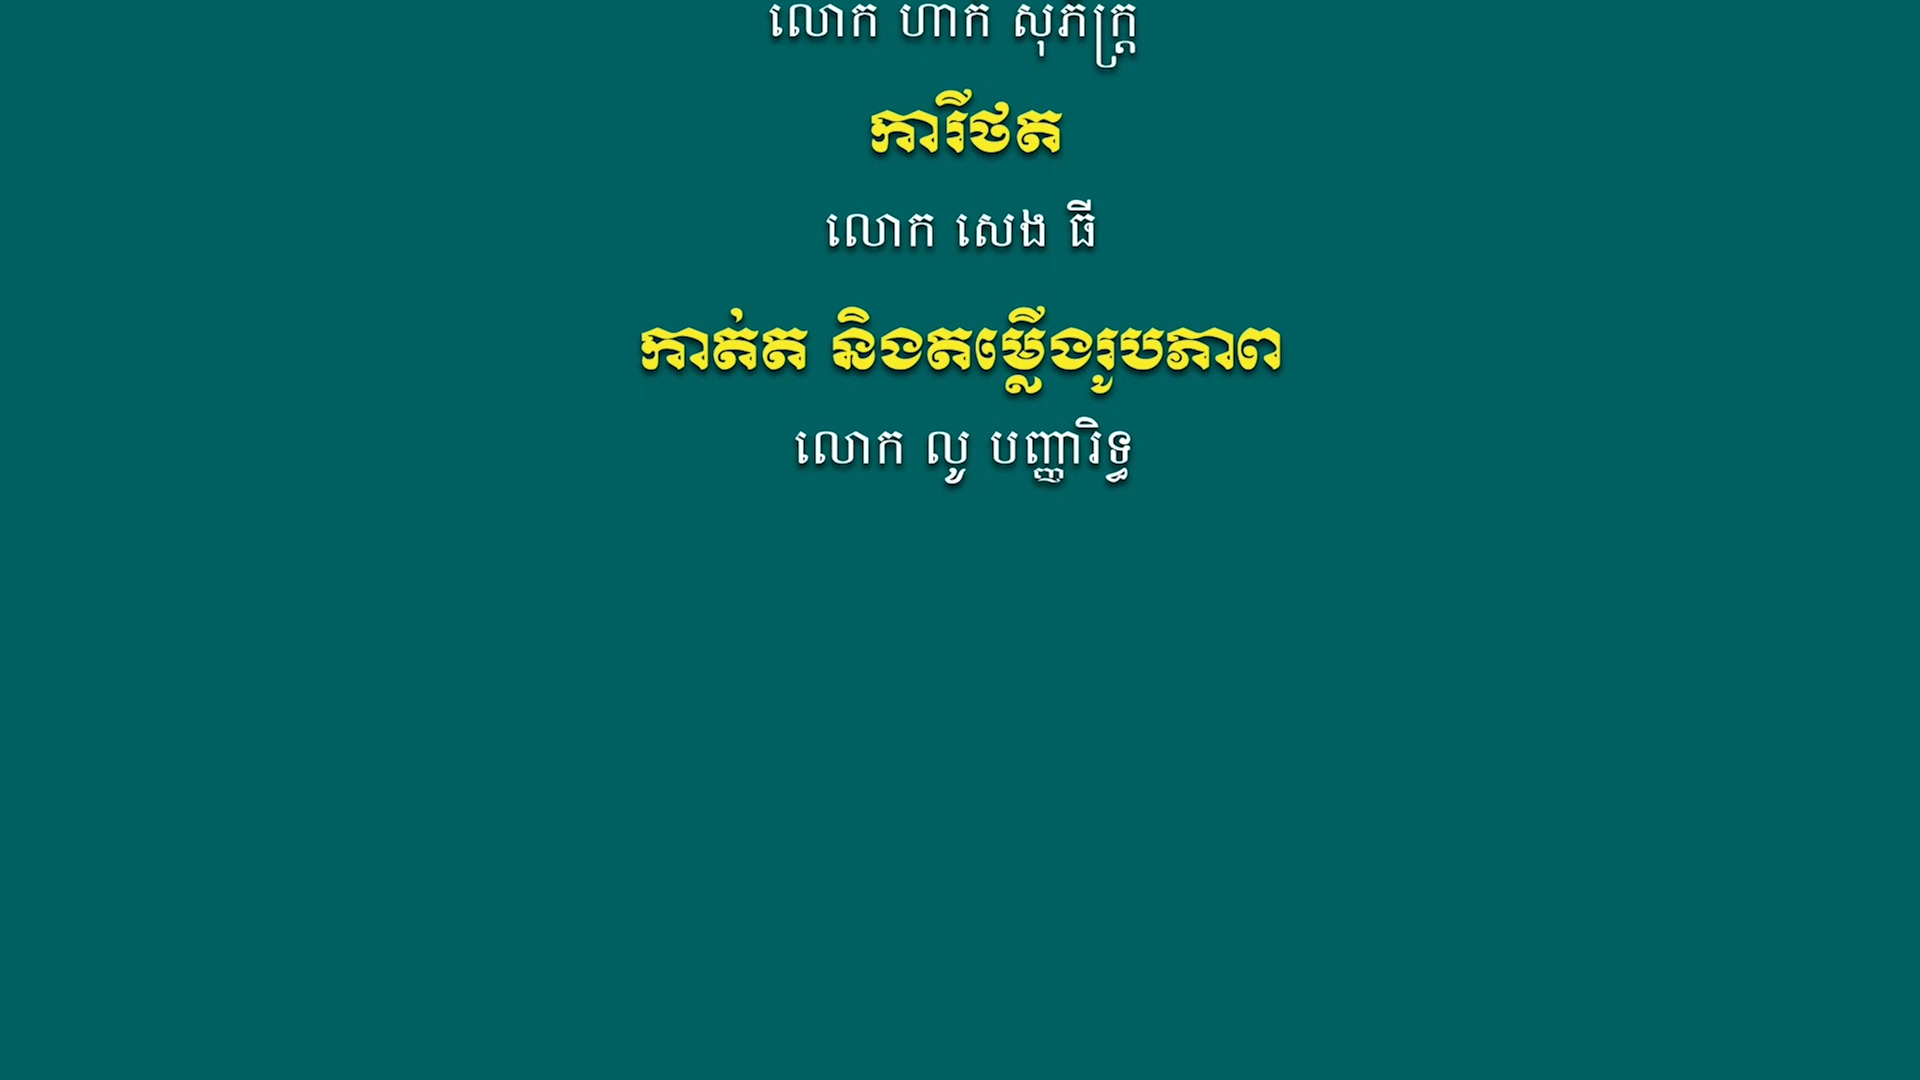 លោក ហាក សុភក្ត្រ
ការីថត
លោក សេង ធី
កាត់ត និងតម្លើងរូបភាព
លោក លូ បញ្ញារិទ្ធ